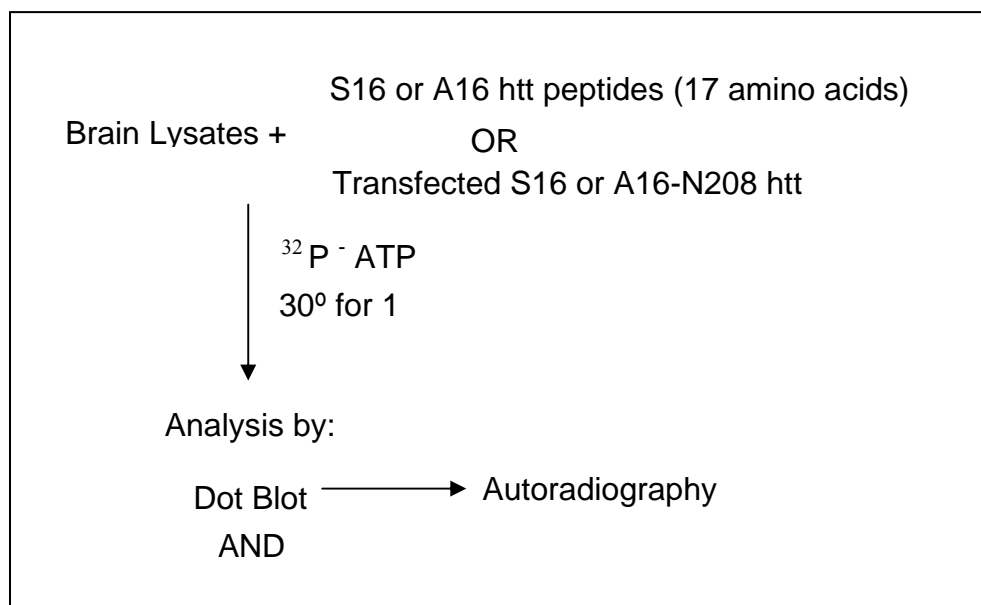 S16 or A16 htt peptides (17 amino acids)
Brain Lysates +
OR
Transfected S16 or A16-N208 htt
32 P - ATP
30º for 1
Analysis by:
Dot Blot
Autoradiography
AND